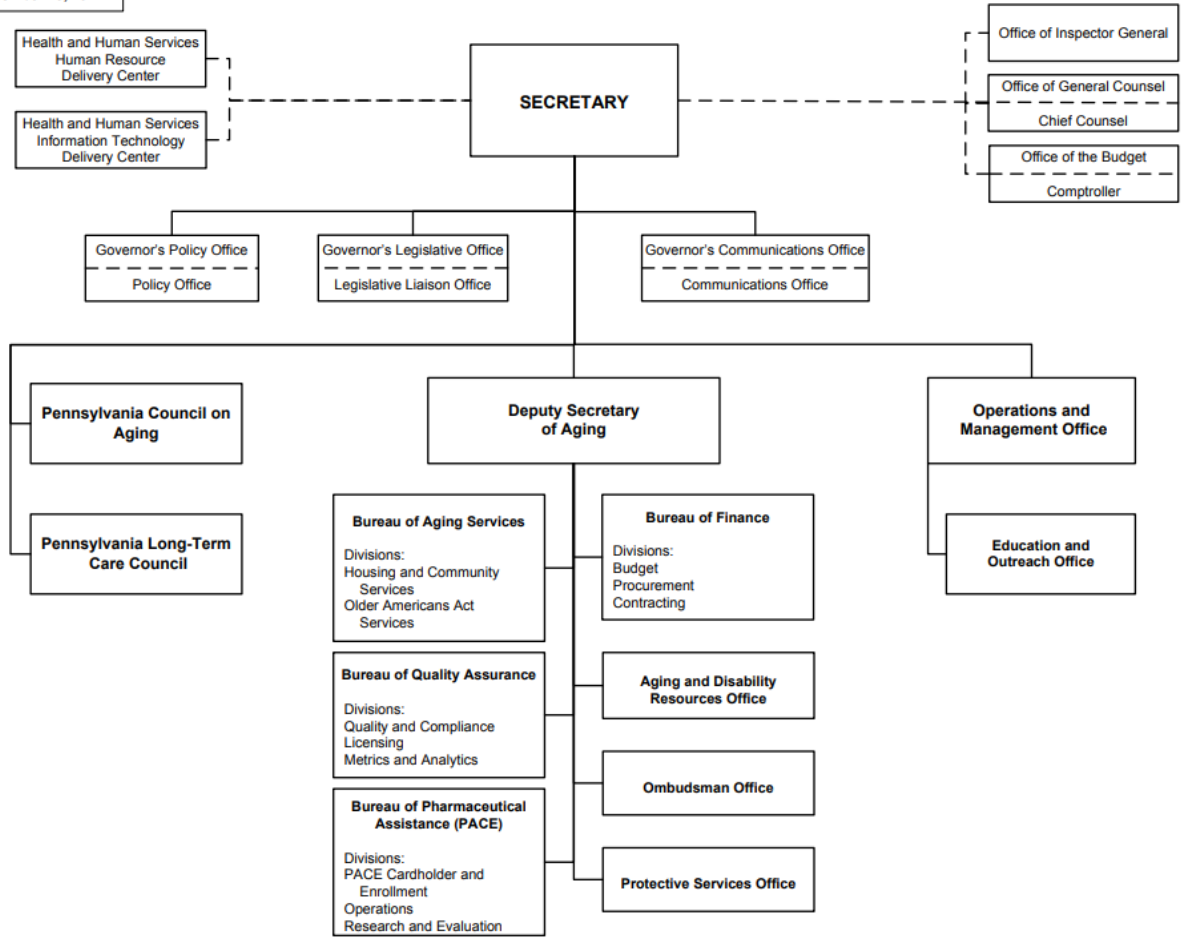 Health and Human Services
Human Resource
Delivery Center
Health and Human Services
Information Technology
Delivery Center
SECRETARY
Office of Inspector General
Office of General Counsel
Chief Counsel
Office of the Budget
Comptroller
Governor's Policy Office
Policy Office
Governor's Legislative Office
Legislative Liaison Office
Governor's Communications Office
Communications Office
Pennsylvania Council on
Aging
Pennsylvania Long-Term
Care Council
Deputy Secretary
of Aging
Operations and
Management Office
Education and
Outreach Office
Bureau of Aging Services
Divisions:
Housing and Community
Services
Older Americans Act
Services
Bureau of Finance
Divisions:
Budget
Procurement
Contracting
Bureau of Quality Assurance
Divisions:
Quality and Compliance
Licensing
Metrics and Analytics
Aging and Disability
Resources Office
Ombudsman Office
Bureau of Pharmaceutical
Assistance (PACE)
Divisions:
PACE Cardholder and
Enrollment
Operations
Research and Evaluation
Protective Services Office